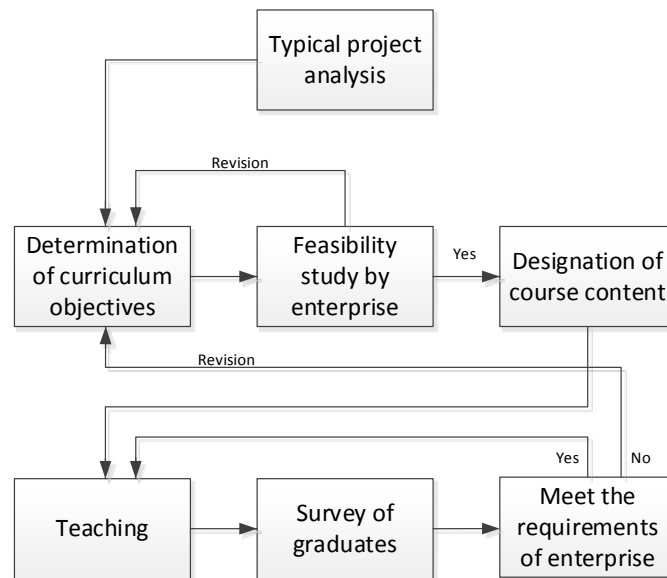 Typical project
analysis
Revision
Determination
of curriculum
objectives
Feasibility
study by
enterprise
Yes
Designation of
course content
Revision
Yes
No
Teaching
Survey of
graduates
Meet the
requirements
of enterprise